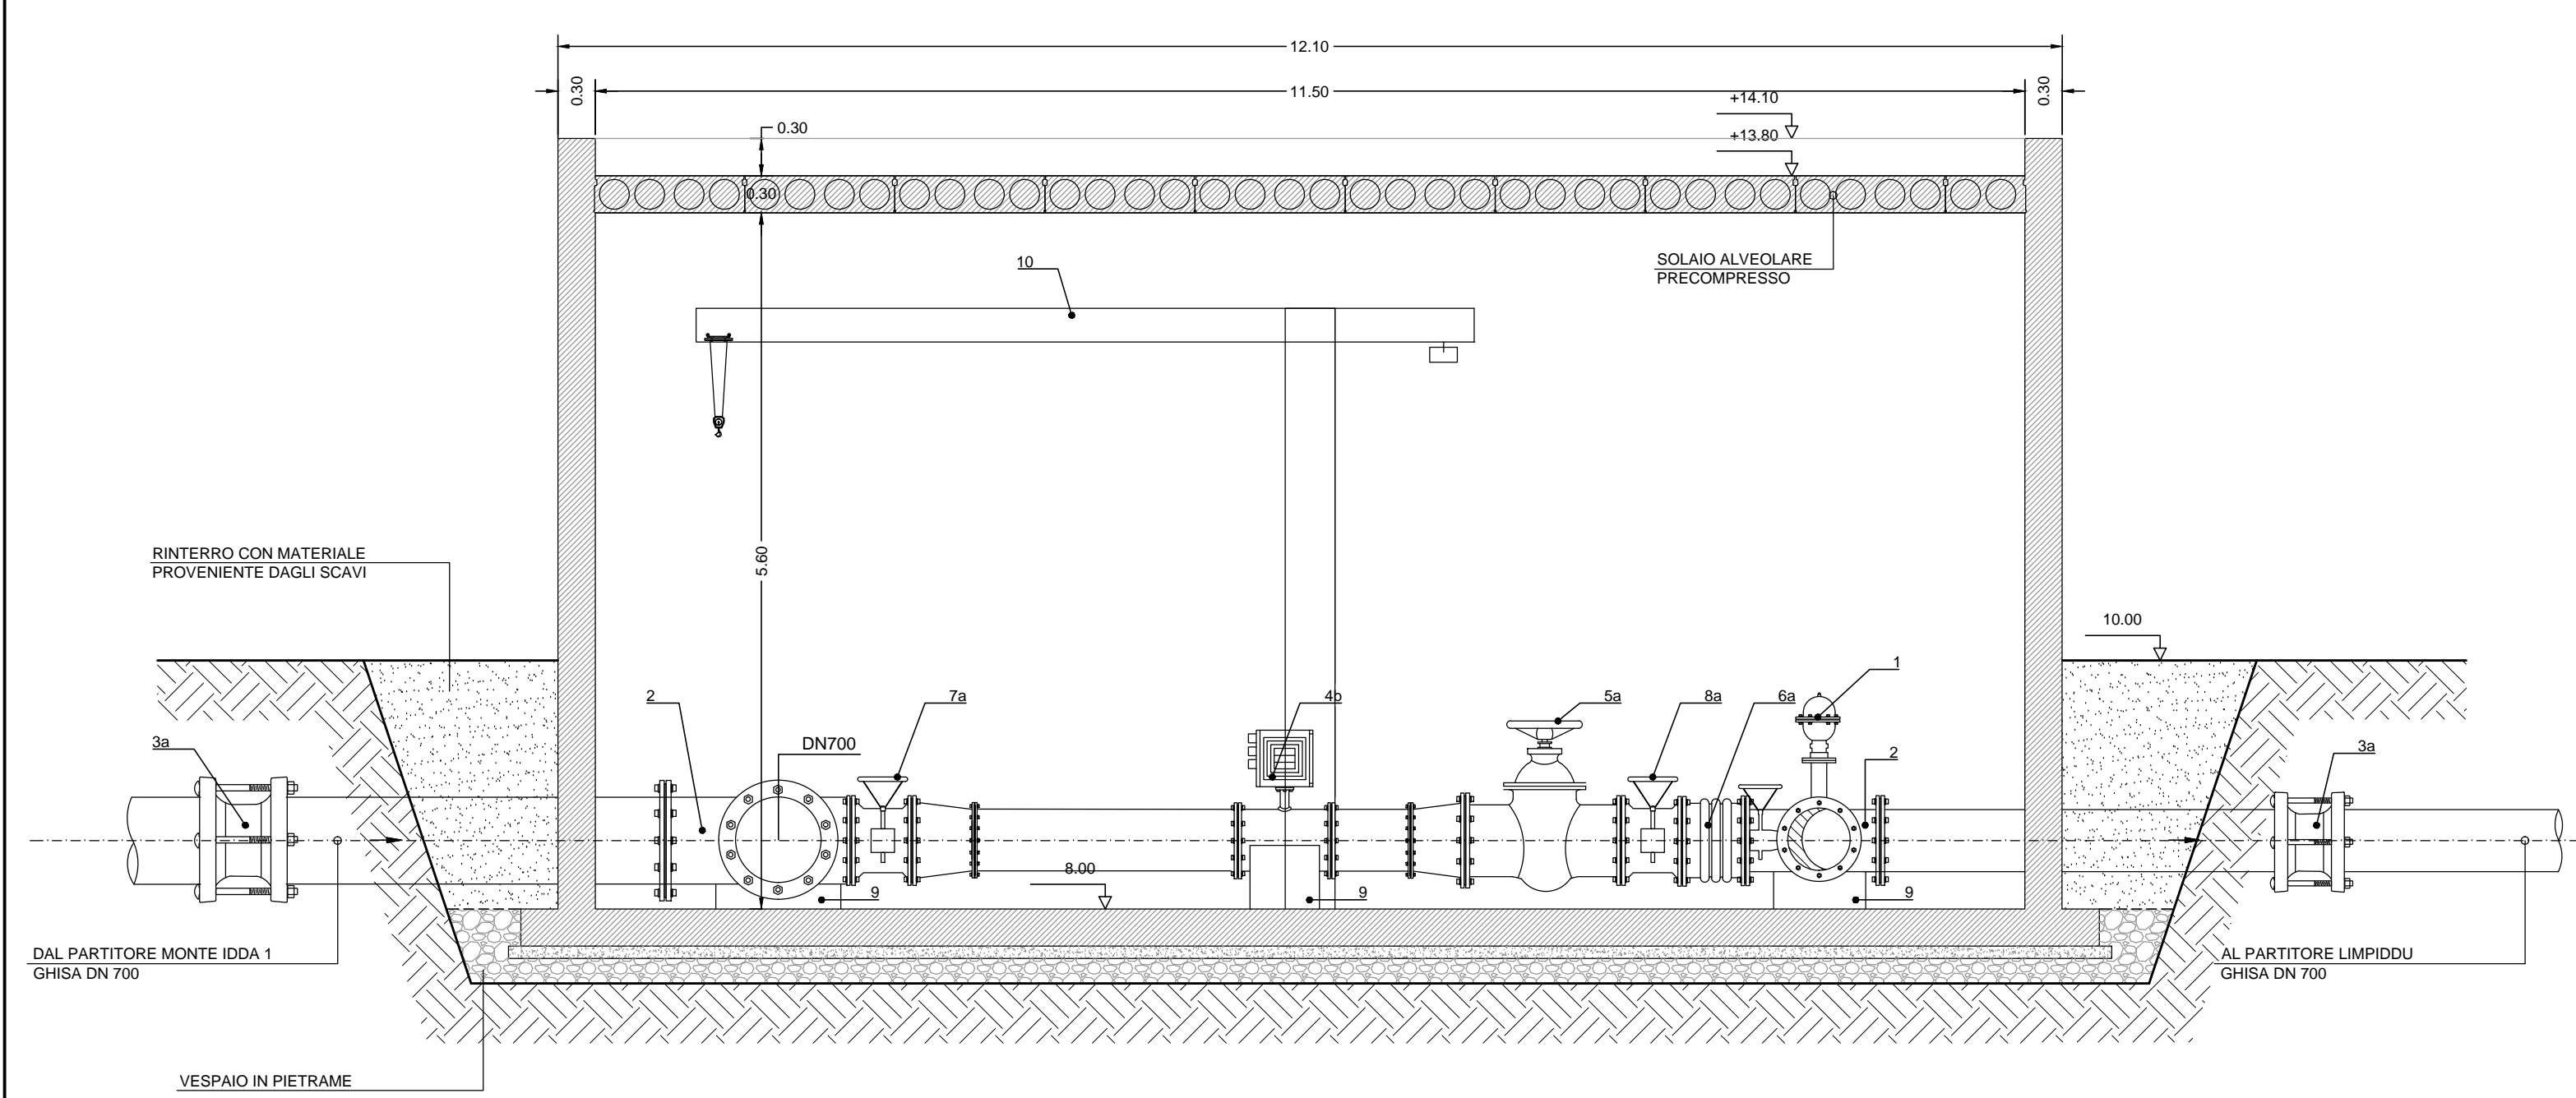 12.10
0.30
11.50
0.30
+14.10
0.30
+13.80
0.30
SOLAIO ALVEOLARE
PRECOMPRESSO
10
5.60
RINTERRO CON MATERIALE
PROVENIENTE DAGLI SCAVI
10.00
1
2
7a
4b
5a
8a
6a
3a
DN700
2
3a
8.00
9
9
9
DAL PARTITORE MONTE IDDA 1
GHISA DN 700
AL PARTITORE LIMPIDDU
GHISA DN 700
VESPAIO IN PIETRAME